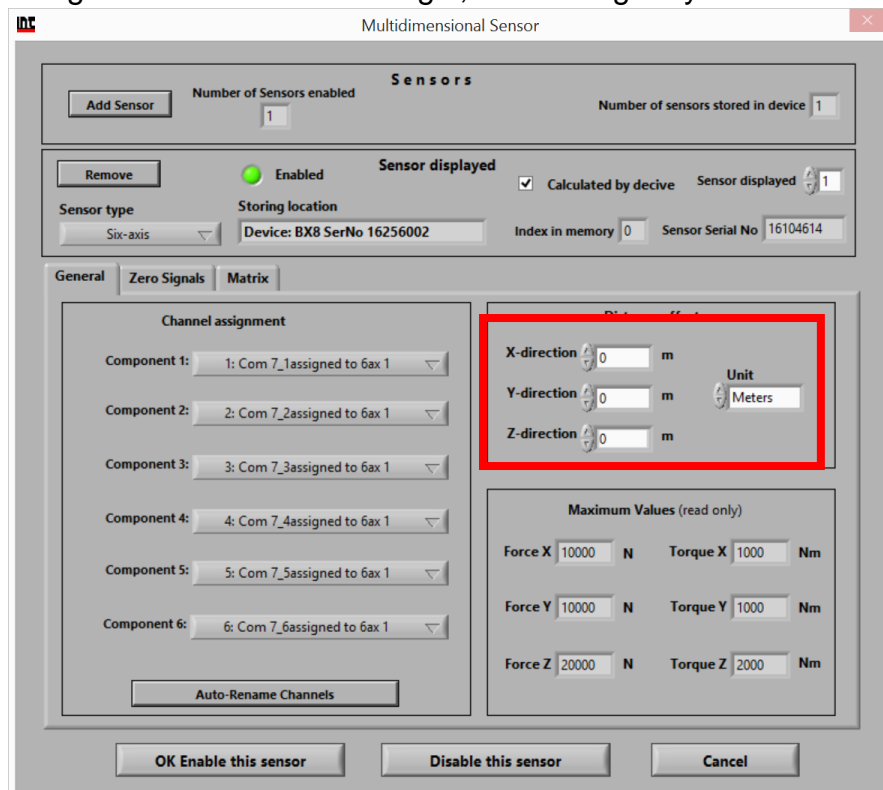 Multidimensional Sensor
Sensors
Add Sensor
Number of Sensors enabled
1
Number of sensors stored in device 1
Sensor displayed
Remove
Enabled
Calculated by decive
Sensor displayed 1
Sensor type
Six-axis
Storing location
Device: BX8 SerNo 16256002
Index in memory 0
Sensor Serial No 16104614
General Zero Signals Matrix
Channel assignment
Component 1: 1: Com 7_1assigned to 6ax 1
Component 2: 2: Com 7_2assigned to 6ax 1
Component 3: 3: Com 7_3assigned to 6ax 1
Component 4: 4: Com 7_4assigned to 6ax 1
Component 5: 5: Com 7_5assigned to 6ax 1
Component 6: 6: Com 7_6assigned to 6ax 1
Auto-Rename Channels
X-direction 0 m
Y-direction 0 m
Z-direction 0 m
Unit
Meters
Maximum Values (read only)
Force X 10000 N Torque X 1000 Nm
Force Y 10000 N Torque Y 1000 Nm
Force Z 20000 N Torque Z 2000 Nm
OK Enable this sensor Disable this sensor Cancel